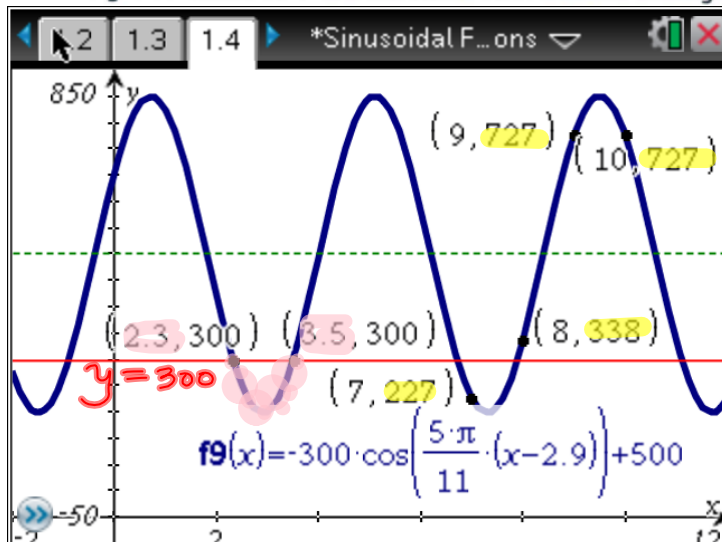 1.2 1.3 1.4 *Sinusoidal F...ons
850 y
(9,727)
(10,727)
(2.3,300) (3.5,300) (8,338)
y=300
(7,227)
f9(x)=-300·cos(5·π/11·(x-2.9))+500
-50 x
-2 2 12